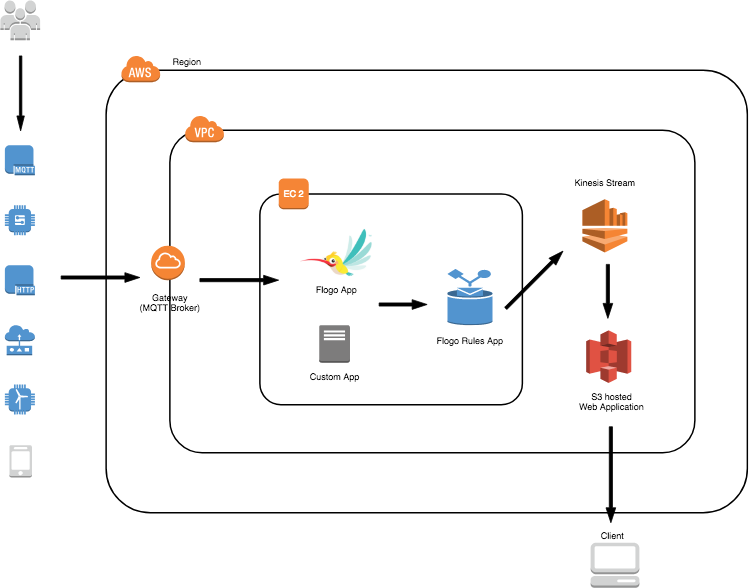 AWS
Region
VPC
MQTT
EC 2
Kinesis Stream
HTTP
Gateway
(MQTT Broker)
Flogo App
Flogo Rules App
Custom App
S3 hosted
Web Application
Client